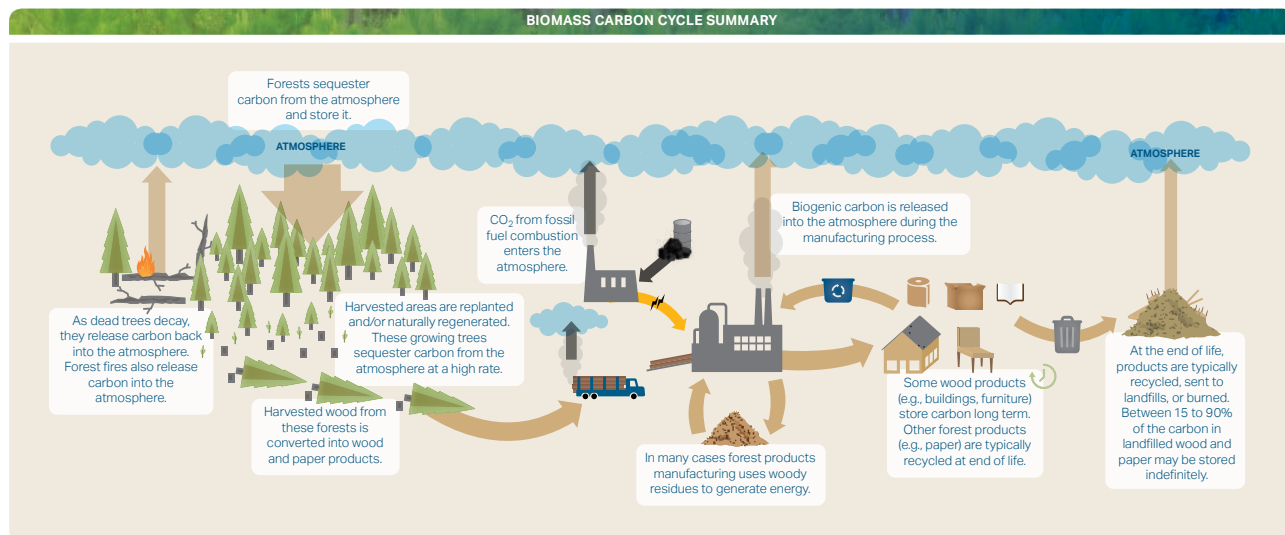 BIOMASS CARBON CYCLE SUMMARY
Forests sequester
carbon from the atmosphere
and store it.
ATMOSPHERE
ATMOSPHERE
As dead trees decay,
they release carbon back
into the atmosphere.
Forest fires also release
carbon into the
atmosphere.
Harvested areas are replanted
and/or naturally regenerated.
These growing trees
sequester carbon from the
atmosphere at a high rate.
Harvested wood from
these forests is
converted into wood
and paper products.
CO₂ from fossil
fuel combustion
enters the
atmosphere.
Biogenic carbon is released
into the atmosphere during the
manufacturing process.
In many cases forest products
manufacturing uses woody
residues to generate energy.
Some wood products
(e.g., buildings, furniture)
store carbon long term.
Other forest products
(e.g., paper) are typically
recycled at end of life.
At the end of life,
products are typically
recycled, sent to
landfills, or burned.
Between 15 to 90%
of the carbon in
landfilled wood and
paper may be stored
indefinitely.